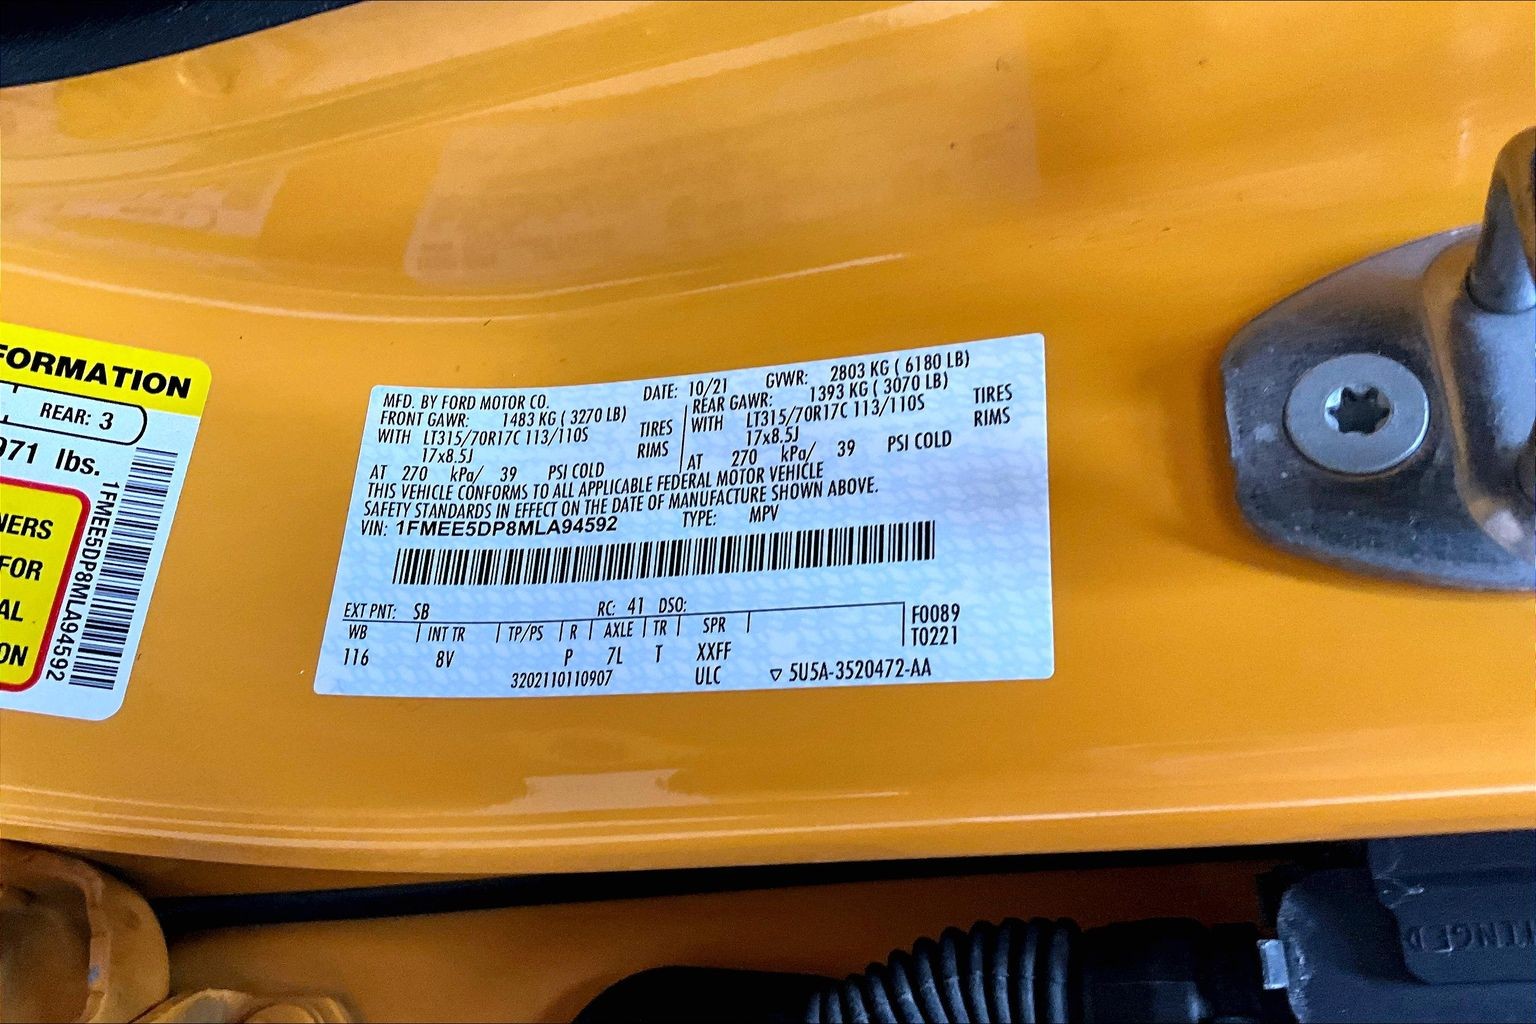 FORMATION
REAR: 3
971 lbs.
NERS
FOR
AL
ON
1FMEE5DP8MLA94592
MFD. BY FORD MOTOR CO. DATE: 10/21 GVWR: 2803 KG ( 6180 LB)
FRONT GAWR: 1483 KG ( 3270 LB) REAR GAWR: 1393 KG ( 3070 LB)
WITH LT315/70R17C 113/110S TIRES WITH LT315/70R17C 113/110S TIRES
17x8.5J RIMS 17x8.5J RIMS
AT 270 kPa/ 39 PSI COLD AT 270 kPa/ 39 PSI COLD
THIS VEHICLE CONFORMS TO ALL APPLICABLE FEDERAL MOTOR VEHICLE
SAFETY STANDARDS IN EFFECT ON THE DATE OF MANUFACTURE SHOWN ABOVE.
VIN: 1FMEE5DP8MLA94592 TYPE: MPV
EXT PNT: SB RC: 41 DSO:
WB INT TR TP/PS R AXLE TR SPR F0089
116 8V P 7L T XXFF T0221
3202110110907 ULC ▽ 5U5A-3520472-AA